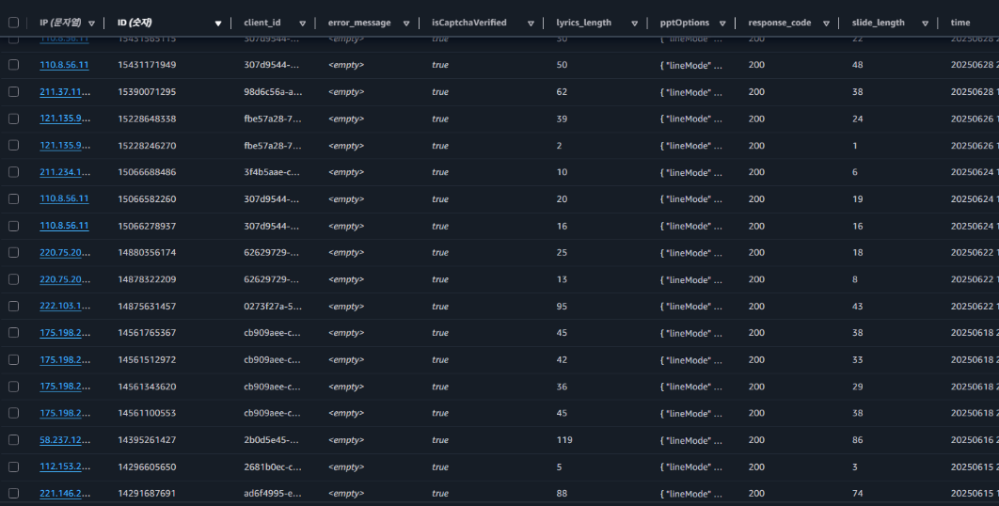 IP (문자열) ID (숫자) client_id error_message isCaptchaVerified lyrics_length pptOptions response_code slide_length time
110.8.56.11 15431565115 307d9544-... <empty> true 30 { "lineMode" ... 200 22 20250628 2
110.8.56.11 15431171949 307d9544-... <empty> true 50 { "lineMode" ... 200 48 20250628 2
211.37.11... 15390071295 98d6c56a-a... <empty> true 62 { "lineMode" ... 200 38 20250628 1
121.135.9... 15228648338 fbe57a28-7... <empty> true 39 { "lineMode" ... 200 24 20250626 1
121.135.9... 15228246270 fbe57a28-7... <empty> true 2 { "lineMode" ... 200 1 20250626 1
211.234.1... 15066688486 3f4b5aae-c... <empty> true 10 { "lineMode" ... 200 6 20250624 1
110.8.56.11 15066582260 307d9544-... <empty> true 20 { "lineMode" ... 200 19 20250624 1
110.8.56.11 15066278937 307d9544-... <empty> true 16 { "lineMode" ... 200 16 20250624 1
220.75.20... 14880356174 62629729-... <empty> true 25 { "lineMode" ... 200 18 20250622 1
220.75.20... 14878322209 62629729-... <empty> true 13 { "lineMode" ... 200 8 20250622 1
222.103.1... 14875631457 0273f27a-5... <empty> true 95 { "lineMode" ... 200 43 20250622 1
175.198.2... 14561765367 cb909aee-c... <empty> true 45 { "lineMode" ... 200 38 20250618 2
175.198.2... 14561512972 cb909aee-c... <empty> true 42 { "lineMode" ... 200 33 20250618 2
175.198.2... 14561343620 cb909aee-c... <empty> true 36 { "lineMode" ... 200 29 20250618 2
175.198.2... 14561100553 cb909aee-c... <empty> true 45 { "lineMode" ... 200 38 20250618 2
58.237.12... 14395261427 2b0d5e45-... <empty> true 119 { "lineMode" ... 200 86 20250616 2
112.153.2... 14296605650 2681b0ec-c... <empty> true 5 { "lineMode" ... 200 3 20250615 2
221.146.2... 14291687691 ad6f4995-e... <empty> true 88 { "lineMode" ... 200 74 20250615 1